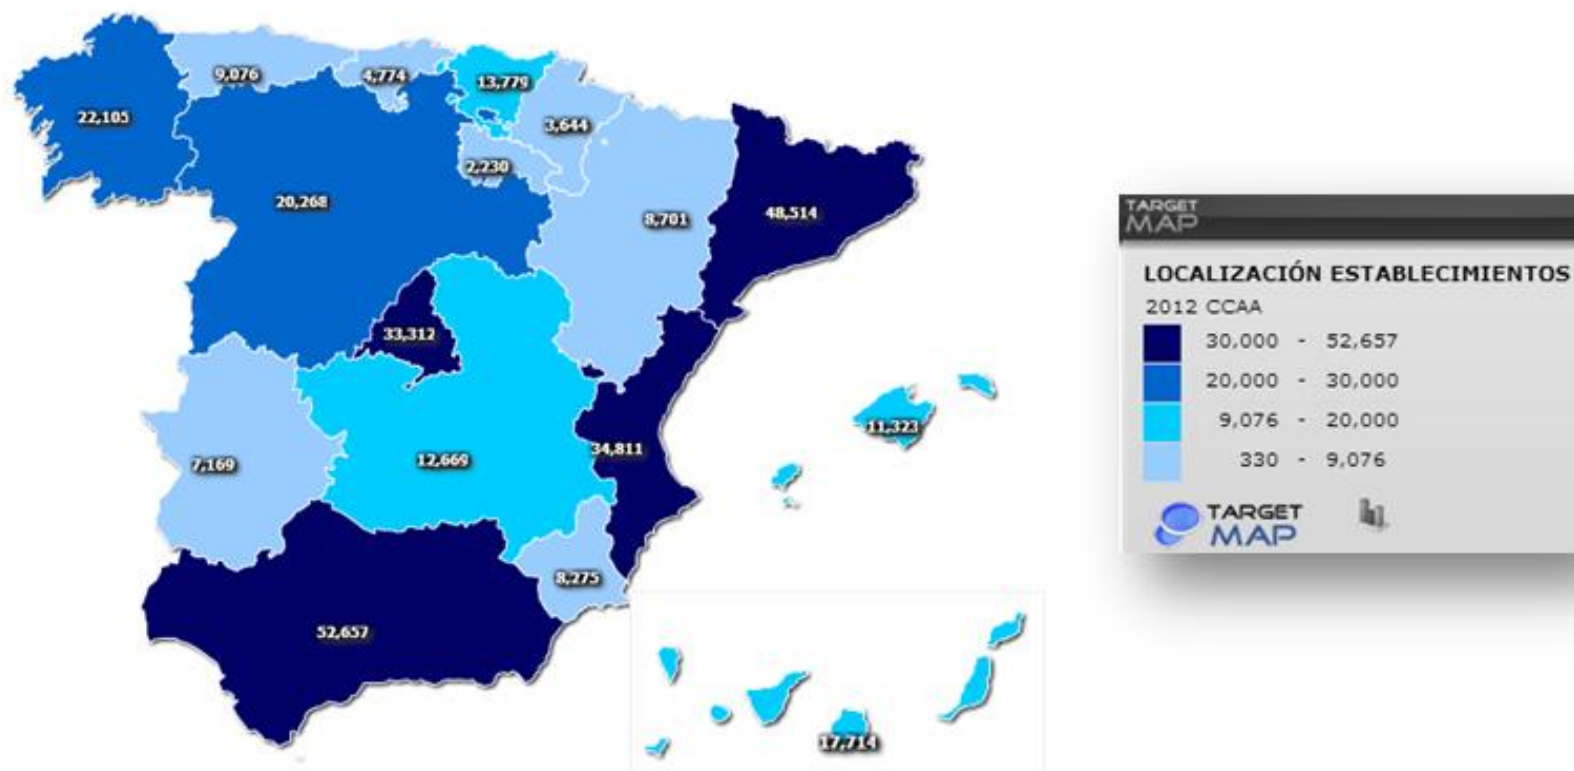 9,076
4,774
13,779
22,105
3,644
2,230
20,268
8,701
48,514
33,312
11,323
34,811
7,169
12,669
8,275
52,657
17,714
TARGET
MAP
LOCALIZACIÓN ESTABLECIMIENTOS
2012 CCAA
30,000 - 52,657
20,000 - 30,000
9,076 - 20,000
330 - 9,076
TARGET
MAP